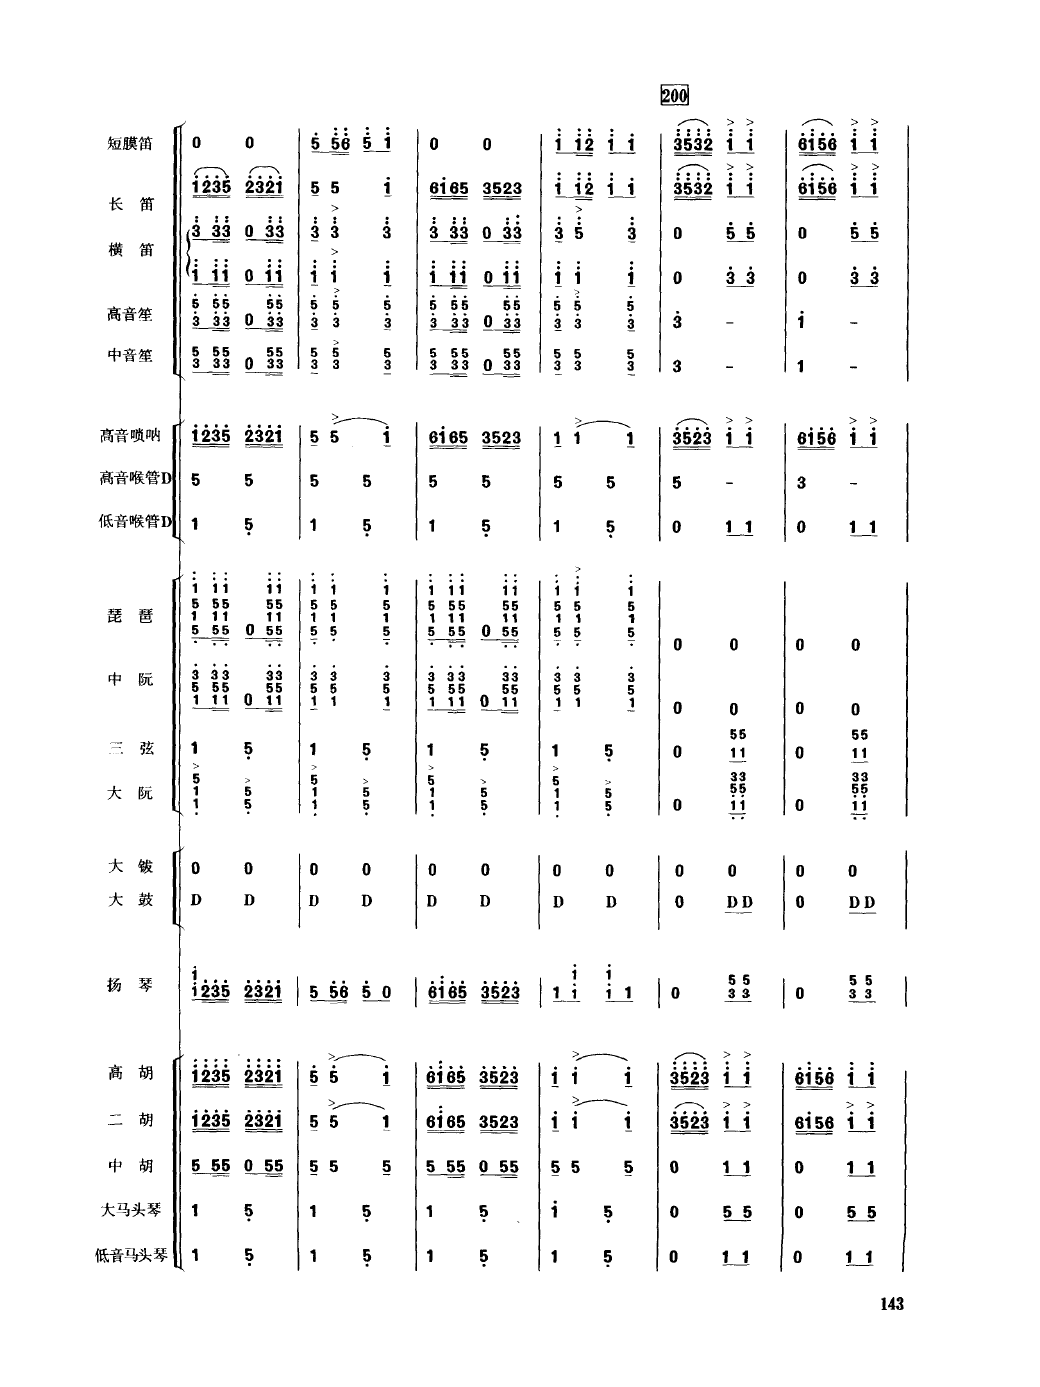 200
短膜笛 0 0 5 56 5 1 0 0 1 12 1 1 3532 1 1 6156 1 1
长 笛 1235 2321 5 5 1 6165 3523 1 12 1 1 3532 1 1 6156 1 1
横 笛 3 33 0 33 3 3 3 3 33 0 33 3 5 3 0 5 5 0 5 5
1 11 0 11 1 1 1 1 11 0 11 1 1 1 0 3 3 0 3 3
5 55 55 5 5 5 5 55 55 5 5 5
高音笙 3 33 0 33 3 3 3 3 33 0 33 3 3 3 3 - 1 -
5 55 55 5 5 5 5 55 55 5 5 5
中音笙 3 33 0 33 3 3 3 3 33 0 33 3 3 3 3 - 1 -
高音唢呐 1235 2321 5 5 1 6165 3523 1 1 1 3523 1 1 6156 1 1
高音喉管D 5 5 5 5 5 5 5 5 5 - 3 -
低音喉管D 1 5 1 5 1 5 1 5 0 1 1 0 1 1
1 11 11 1 1 1 1 11 11 1 1 1
5 55 55 5 5 5 5 55 55 5 5 5
琵 琶 1 11 11 1 1 1 1 11 11 1 1 1
5 55 0 55 5 5 5 5 55 0 55 5 5 5 0 0 0 0
3 33 33 3 3 3 3 33 33 3 3 3
中 阮 5 55 55 5 5 5 5 55 55 5 5 5
1 11 0 11 1 1 1 1 11 0 11 1 1 1 0 0 0 0
55 55
三 弦 1 5 1 5 1 5 1 5 0 11 0 11
5 5 5 5 33 33
大 阮 1 5 1 5 1 5 1 5 55 55
1 5 1 5 1 5 1 5 0 11 0 11
大 钹 0 0 0 0 0 0 0 0 0 0 0 0
大 鼓 D D D D D D D D 0 D D 0 D D
1 1 1 5 5 5 5
扬 琴 1235 2321 5 56 5 0 6165 3523 1 1 1 1 0 3 3 0 3 3
高 胡 1235 2321 5 5 1 6165 3523 1 1 1 3523 1 1 6156 1 1
二 胡 1235 2321 5 5 1 6165 3523 1 1 1 3523 1 1 6156 1 1
中 胡 5 55 0 55 5 5 5 5 55 0 55 5 5 5 0 1 1 0 1 1
大马头琴 1 5 1 5 1 5 1 5 0 5 5 0 5 5
低音马头琴 1 5 1 5 1 5 1 5 0 1 1 0 1 1
143